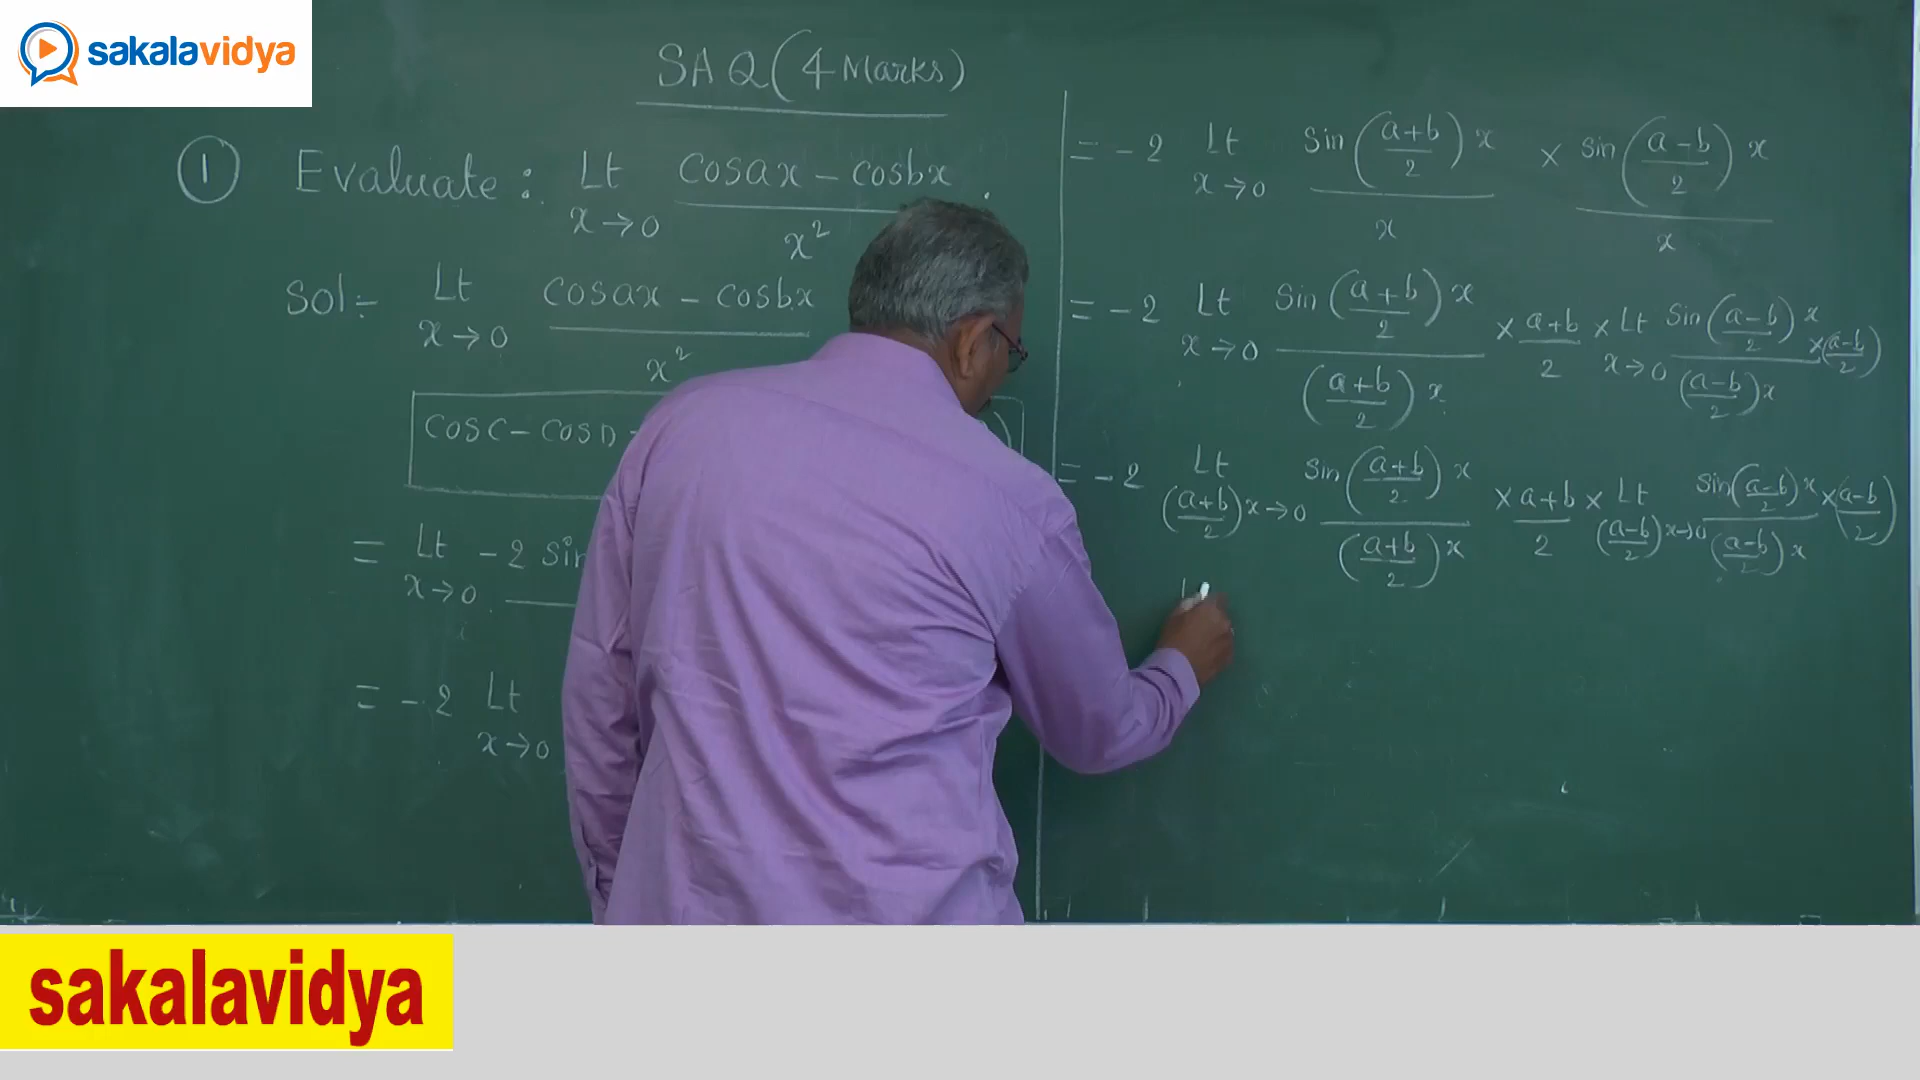 sakalavidya
SAQ (4 Marks)
① Evaluate : Lt x→0 (cosax - cosbx)/x² .
Sol:- Lt x→0 (cosax - cosbx)/x²
cosC - cosD
= Lt x→0 -2 sin
= -2 Lt x→0
= -2 Lt x→0 Sin((a+b)/2)x / x × sin((a-b)/2)x / x
= -2 Lt x→0 Sin((a+b)/2)x / ((a+b)/2)x × (a+b)/2 × Lt x→0 Sin((a-b)/2)x / ((a-b)/2)x × ((a-b)/2)
= -2 Lt ((a+b)/2)x→0 Sin((a+b)/2)x / ((a+b)/2)x × (a+b)/2 × Lt ((a-b)/2)x→0 Sin((a-b)/2)x / ((a-b)/2)x × ((a-b)/2)
sakalavidya